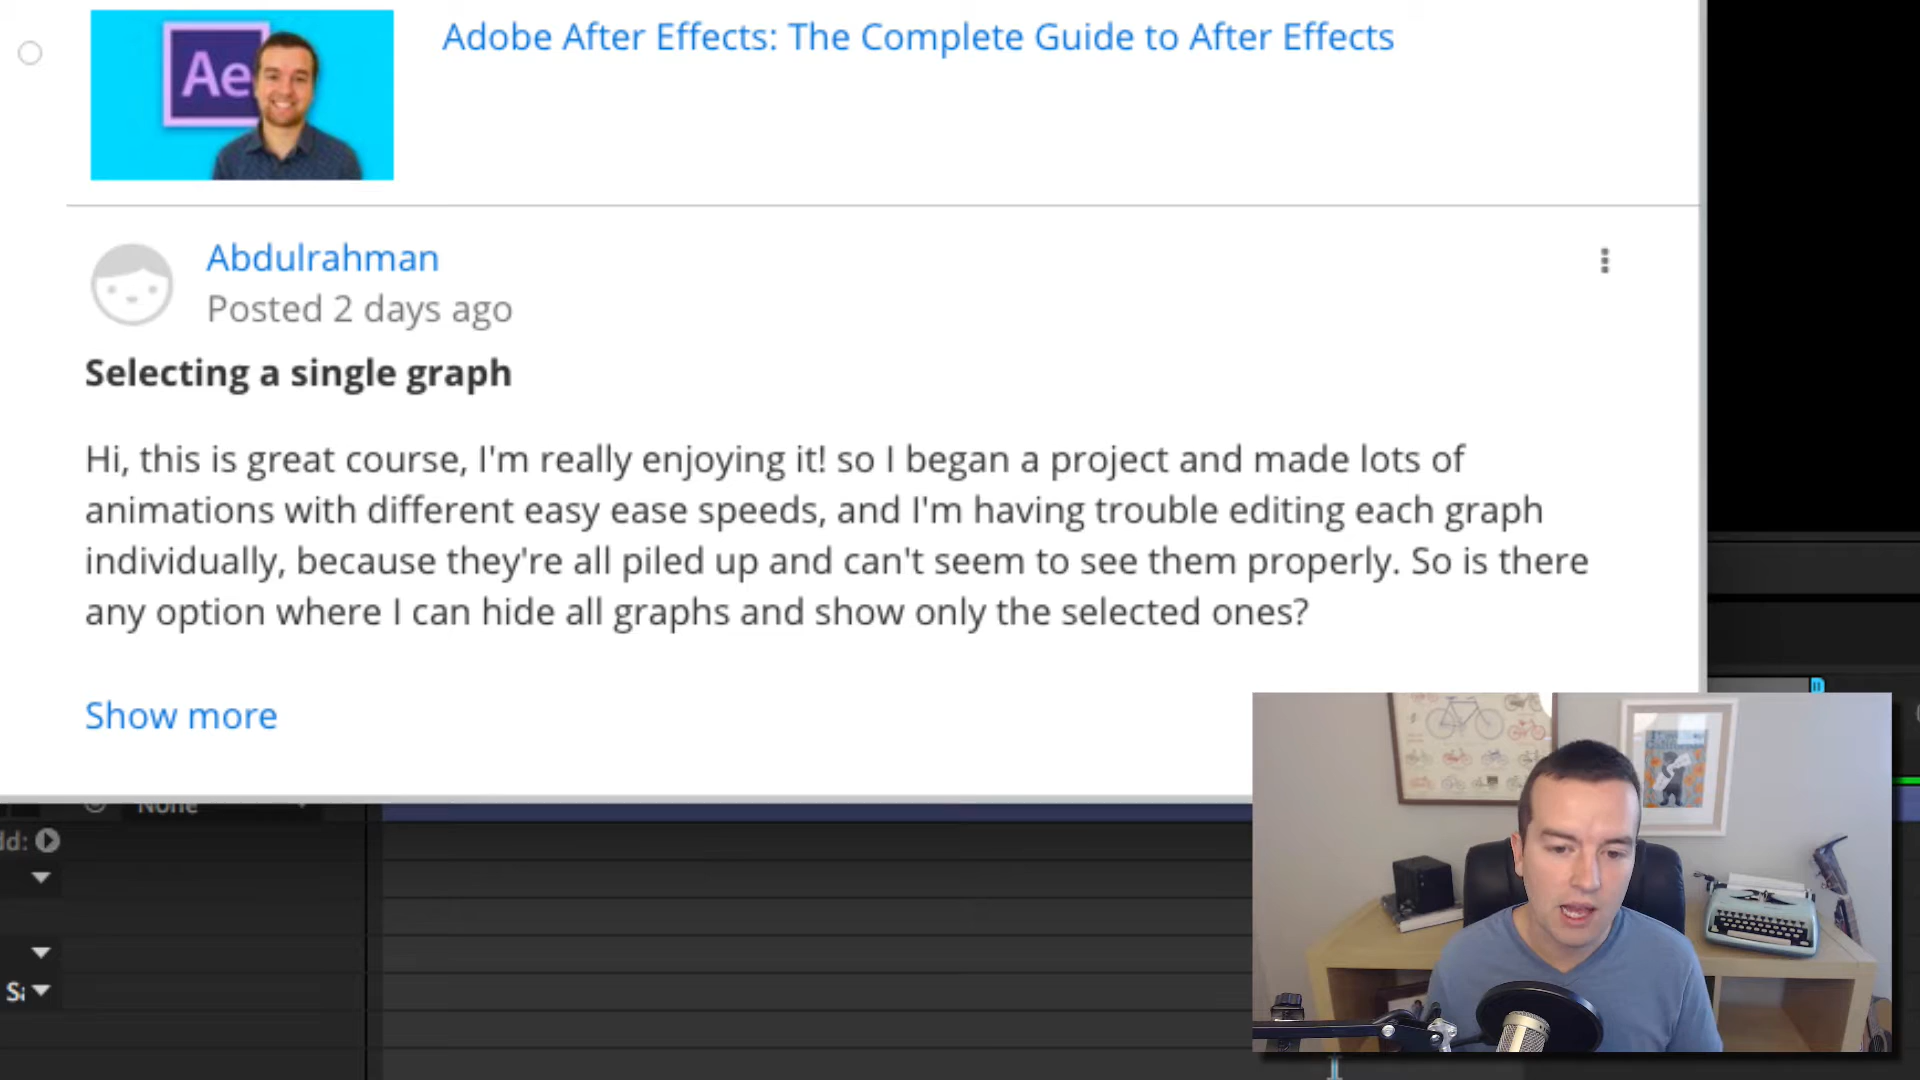 Ae
Adobe After Effects: The Complete Guide to After Effects
Abdulrahman
Posted 2 days ago
Selecting a single graph
Hi, this is great course, I'm really enjoying it! so I began a project and made lots of
animations with different easy ease speeds, and I'm having trouble editing each graph
individually, because they're all piled up and can't seem to see them properly. So is there
any option where I can hide all graphs and show only the selected ones?
Show more
None
dd:
Si